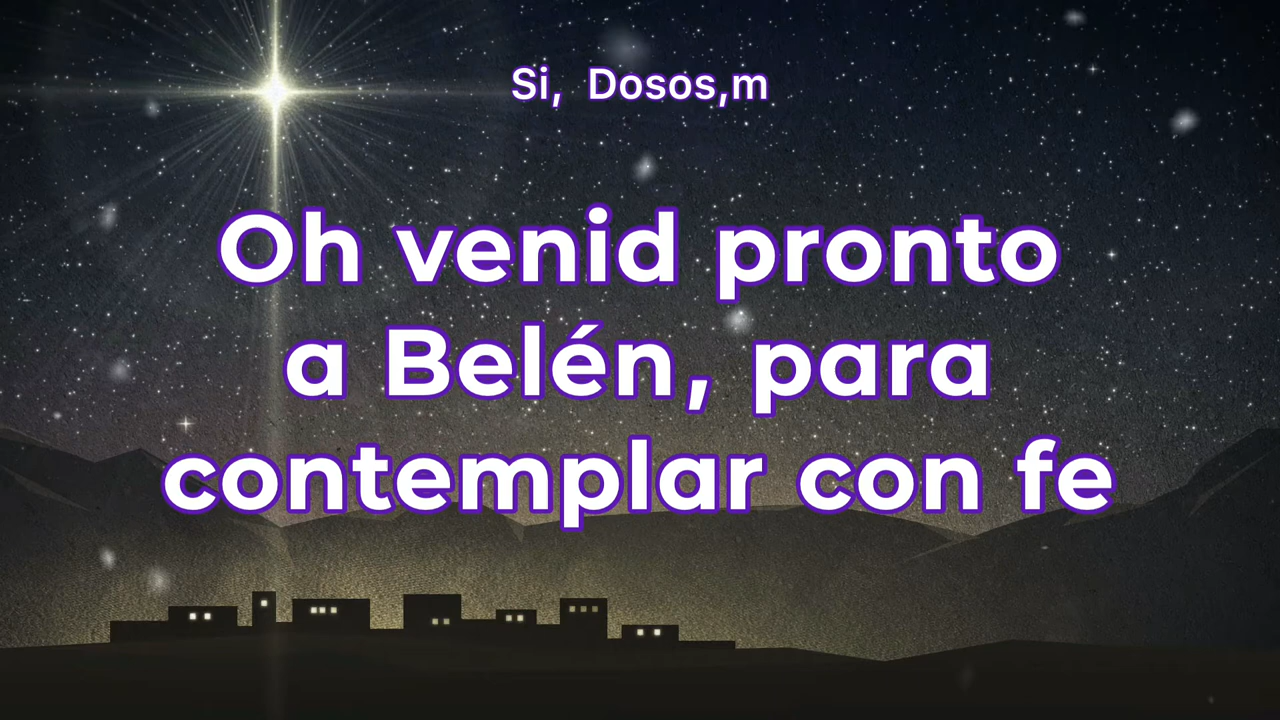 Si,  Dosos,m
Oh venid pronto
a Belén, para
contemplar con fe